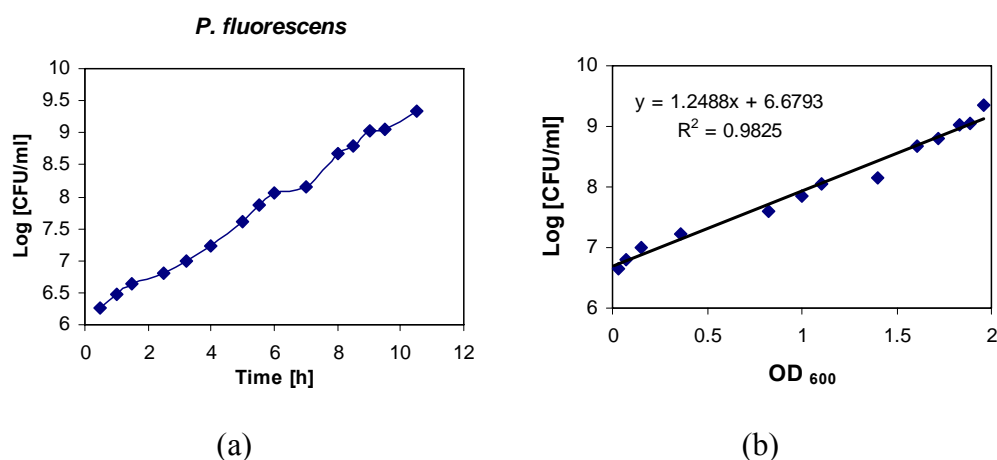 P. fluorescens
Log [CFU/ml]
10
9.5
9
8.5
8
7.5
7
6.5
6
0 2 4 6 8 10 12
Time [h]
(a)
Log [CFU/ml]
10
9
8
7
6
y = 1.2488x + 6.6793
R² = 0.9825
0 0.5 1 1.5 2
OD 600
(b)